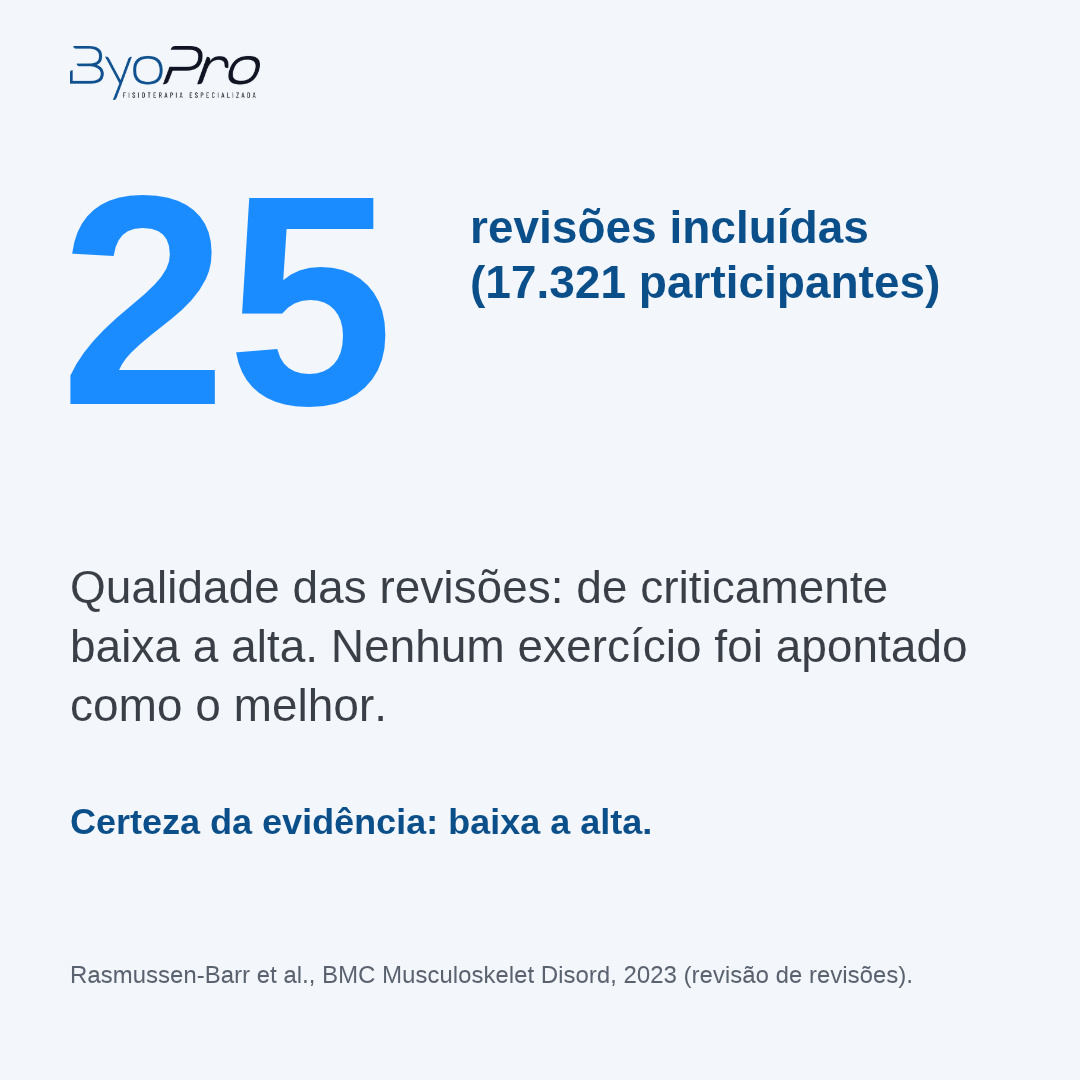 ByoPro
FISIOTERAPIA ESPECIALIZADA
25
revisões incluídas
(17.321 participantes)
Qualidade das revisões: de criticamente
baixa a alta. Nenhum exercício foi apontado
como o melhor.
Certeza da evidência: baixa a alta.
Rasmussen-Barr et al., BMC Musculoskelet Disord, 2023 (revisão de revisões).